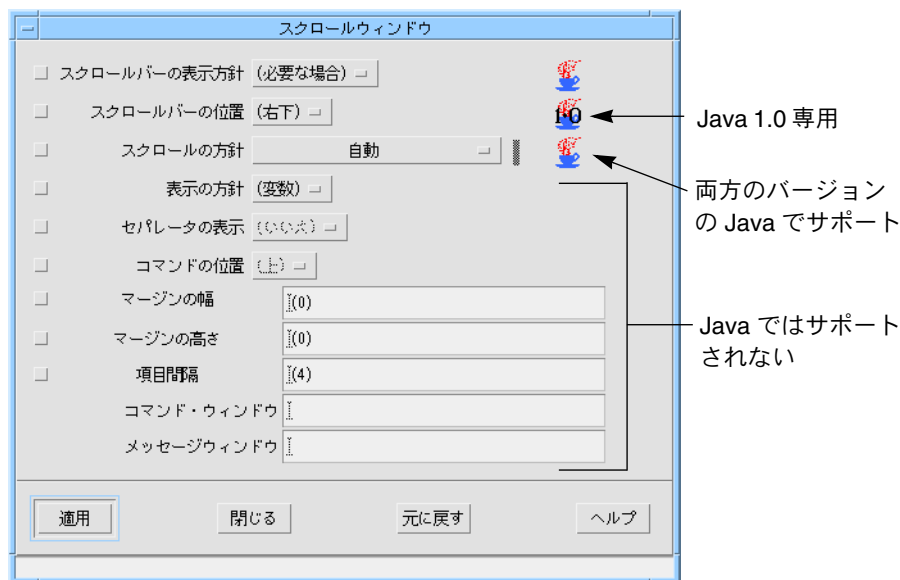 スクロールウィンドウ
スクロールバーの表示方針 (必要な場合)
スクロールバーの位置 (右下) 1.0 Java 1.0 専用
スクロールの方針 自動
表示の方針 (変数)
両方のバージョン
の Java でサポート
セパレータの表示 (いいえ)
コマンドの位置 (上)
マージンの幅 (0)
マージンの高さ (0)
Java ではサポート
されない
項目間隔 (4)
コマンド・ウィンドウ
メッセージウィンドウ
適用 閉じる 元に戻す ヘルプ